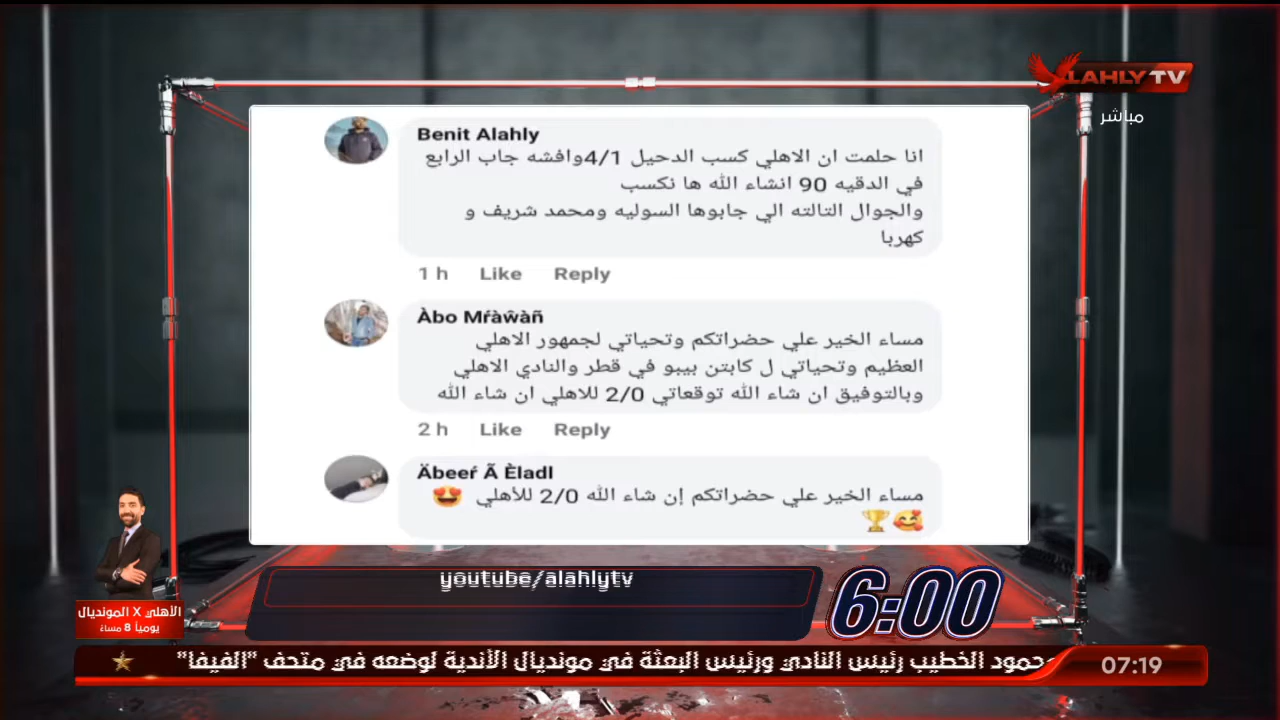 ALAHLY TV
مباشر
Benit Alahly
انا حلمت ان الاهلي كسب الدحيل 4/1وافشه جاب الرابع
في الدقيه 90 انشاء الله ها نكسب
والجوال التالته الي جابوها السوليه ومحمد شريف و
كهربا
1 h Like Reply
Àbo Mŕàŵàñ
مساء الخير علي حضراتكم وتحياتي لجمهور الاهلي
العظيم وتحياتي ل كابتن بيبو في قطر والنادي الاهلي
وبالتوفيق ان شاء الله توقعاتي 2/0 للاهلي ان شاء الله
2 h Like Reply
Äbeeŕ Ã Èladl
مساء الخير علي حضراتكم إن شاء الله 2/0 للأهلي 😍
🥰🏆
youtube/alahlytv
6:00
الأهلي X المونديال
يومياً 8 مساءً
محمود الخطيب رئيس النادي ورئيس البعثة في مونديال الأندية لوضعه في متحف "الفيفا"
07:19